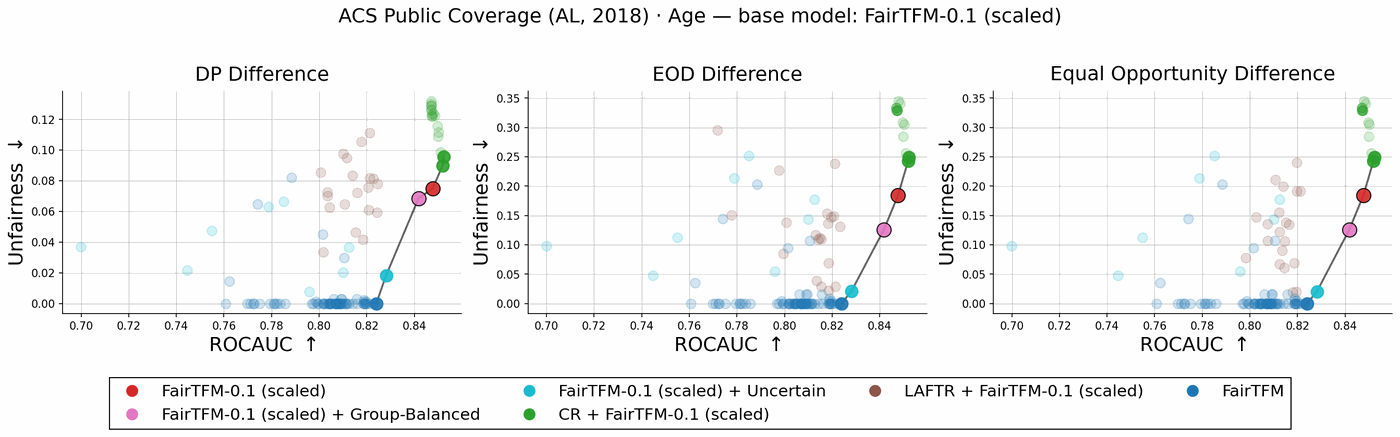 ACS Public Coverage (AL, 2018) · Age — base model: FairTFM-0.1 (scaled)
DP Difference
Unfairness ↓
0.12
0.10
0.08
0.06
0.04
0.02
0.00
0.70 0.72 0.74 0.76 0.78 0.80 0.82 0.84
ROCAUC ↑
EOD Difference
Unfairness ↓
0.35
0.30
0.25
0.20
0.15
0.10
0.05
0.00
0.70 0.72 0.74 0.76 0.78 0.80 0.82 0.84
ROCAUC ↑
Equal Opportunity Difference
Unfairness ↓
0.35
0.30
0.25
0.20
0.15
0.10
0.05
0.00
0.70 0.72 0.74 0.76 0.78 0.80 0.82 0.84
ROCAUC ↑
FairTFM-0.1 (scaled)
FairTFM-0.1 (scaled) + Group-Balanced
FairTFM-0.1 (scaled) + Uncertain
CR + FairTFM-0.1 (scaled)
LAFTR + FairTFM-0.1 (scaled)
FairTFM